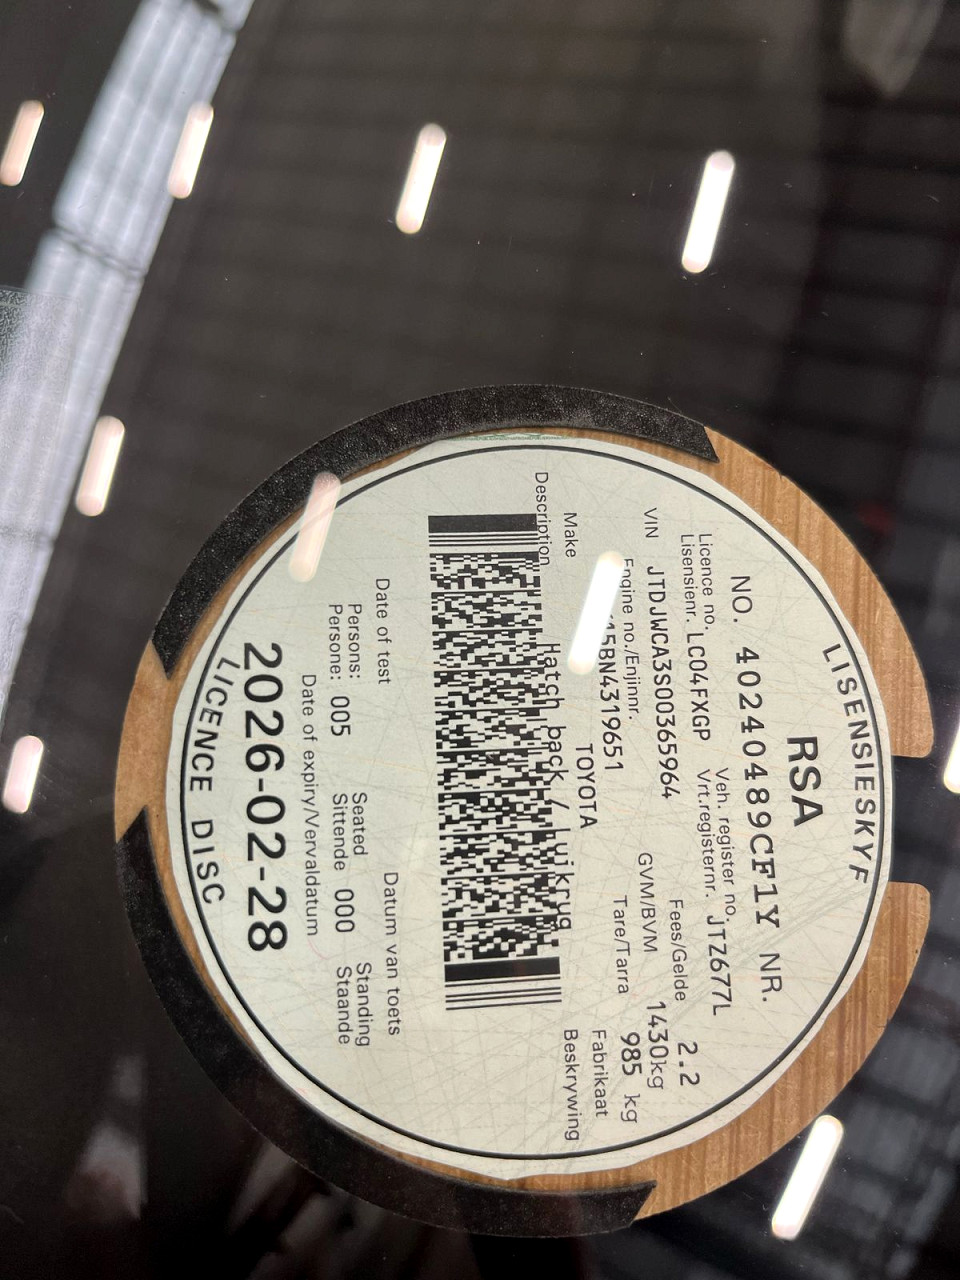 LISENSIESKYF
RSA
NO. 40240489CF1Y NR.
Licence no. Veh. register no.
Lisensienr. LC04FXGP Vrt.registernr. JTZ677L
Fees/Gelde 2.2
VIN JTDJWCA3S00365964 GVM/BVM 1430kg
Engine no./Enjinnr. 15BN4319651 Tare/Tarra 985 kg
Make TOYOTA Fabrikaat
Description Hatch back / Luikrug Beskrywing
Date of test Datum van toets
Persons: Seated Standing
Persone: 005 Sittende 000 Staande
Date of expiry/Vervaldatum
2026-02-28
LICENCE DISC